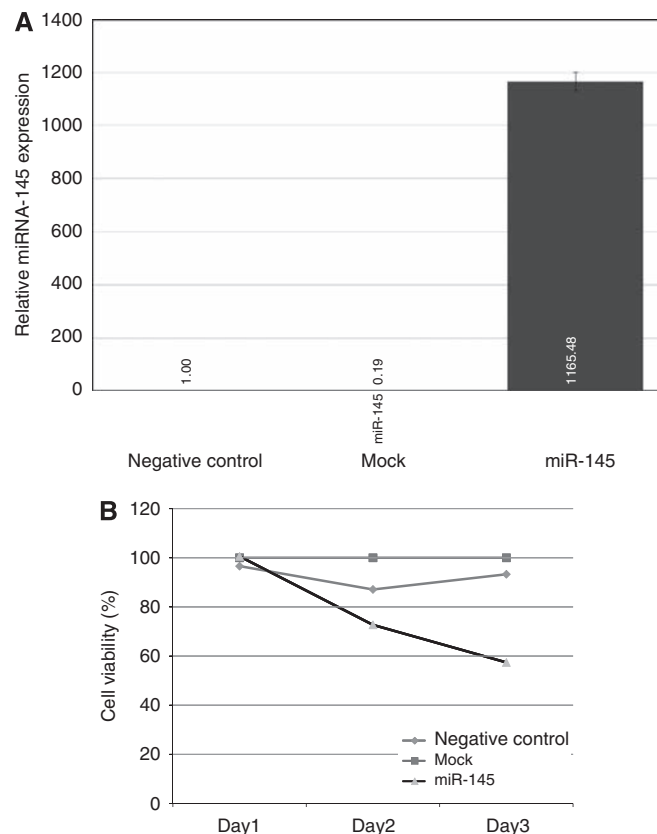 A
Relative miRNA-145 expression
1400
1200
1000
800
600
400
200
0
1.00
miR-145 0.19
1165.48
Negative control
Mock
miR-145
B
Cell viability (%)
120
100
80
60
40
20
0
Negative control
Mock
miR-145
Day1
Day2
Day3